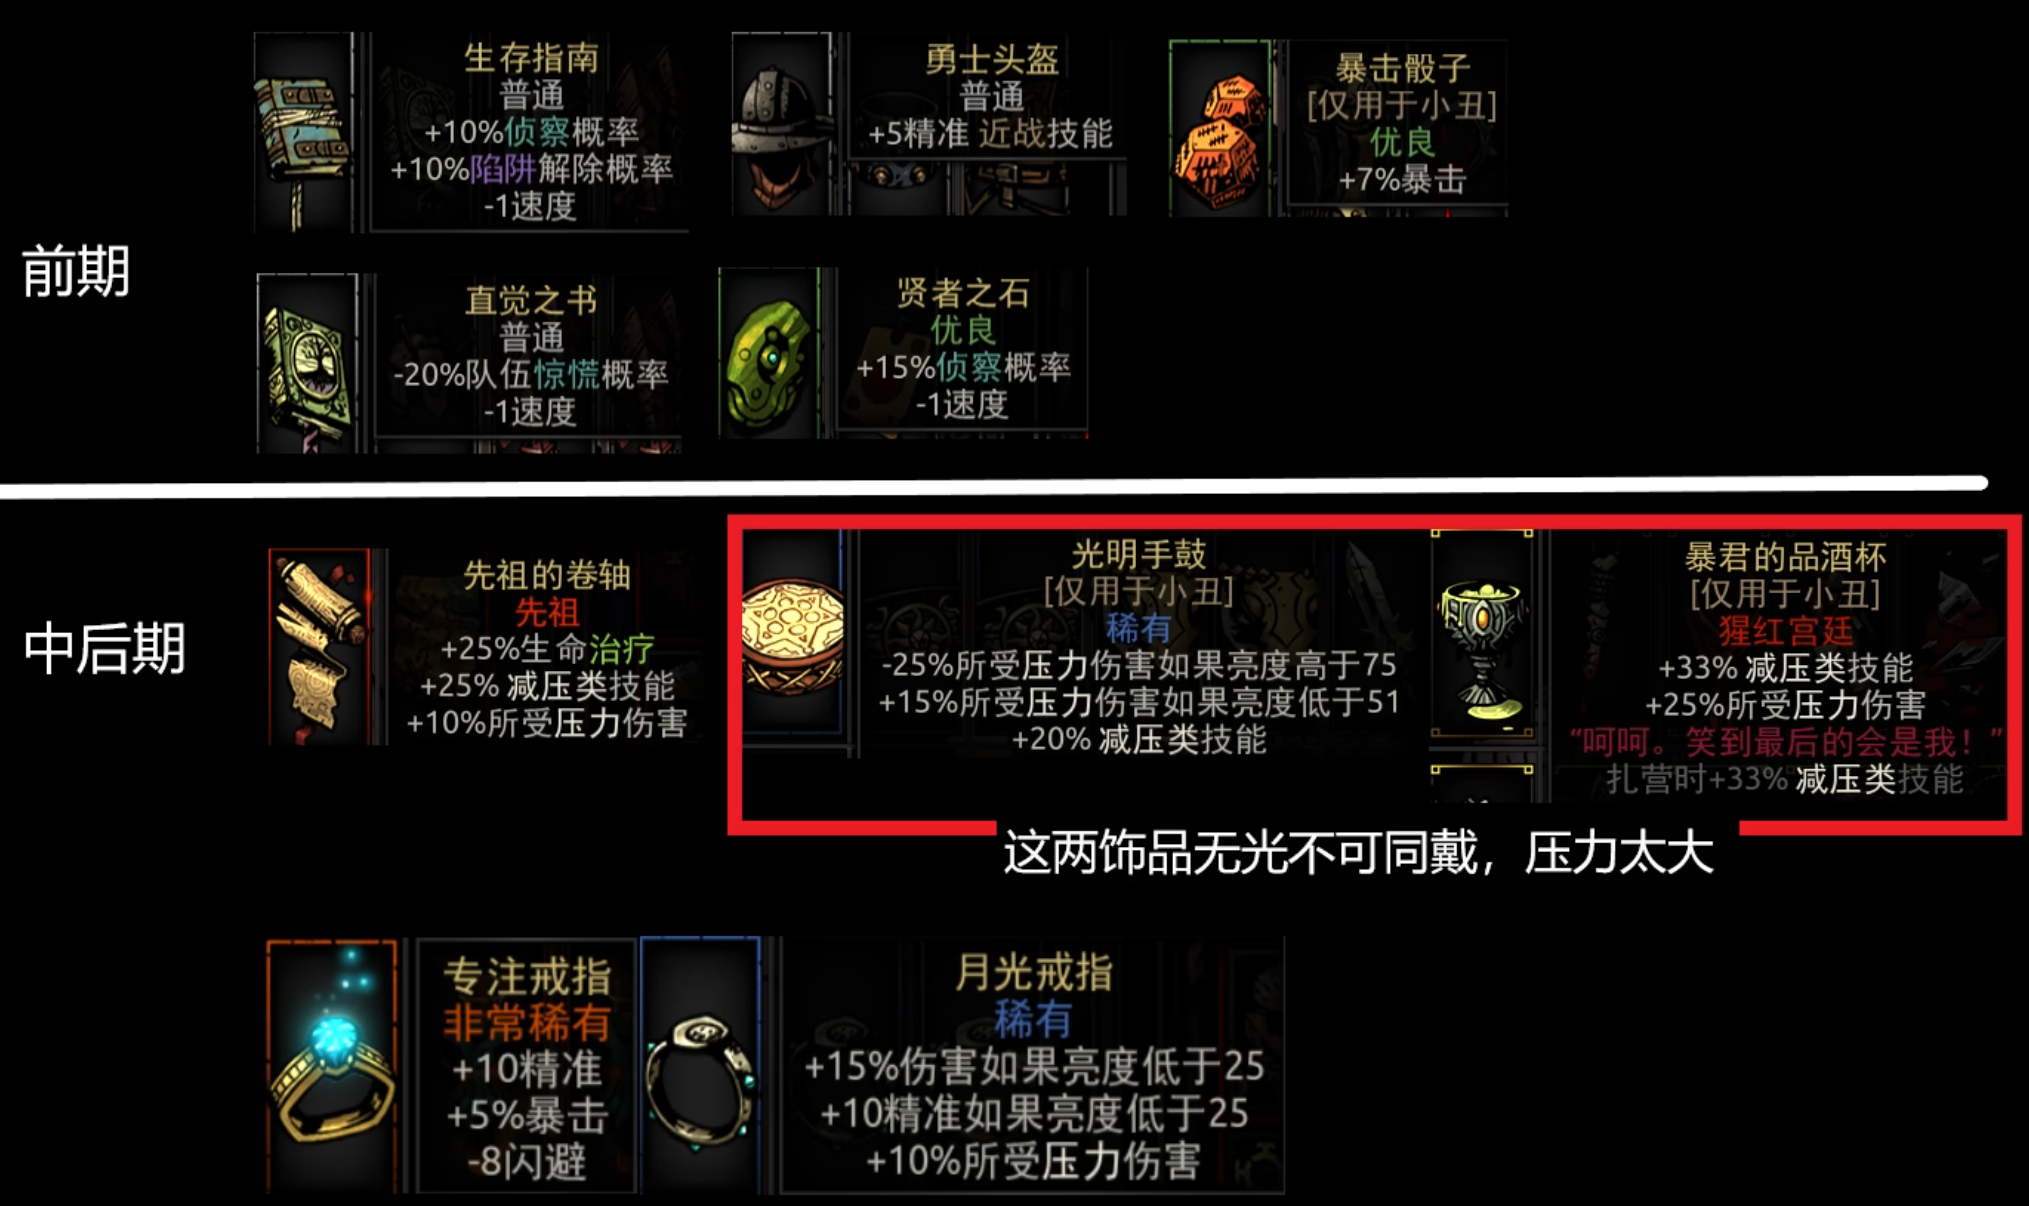 前期
生存指南
普通
+10%侦察概率
+10%陷阱解除概率
-1速度
勇士头盔
普通
+5精准 近战技能
暴击骰子
[仅用于小丑]
优良
+7%暴击
直觉之书
普通
-20%队伍惊慌概率
-1速度
贤者之石
优良
+15%侦察概率
-1速度
中后期
先祖的卷轴
先祖
+25%生命治疗
+25% 减压类技能
+10%所受压力伤害
光明手鼓
[仅用于小丑]
稀有
-25%所受压力伤害如果亮度高于75
+15%所受压力伤害如果亮度低于51
+20% 减压类技能
暴君的品酒杯
[仅用于小丑]
猩红宫廷
+33% 减压类技能
+25%所受压力伤害
“呵呵。笑到最后的会是我！”
扎营时+33% 减压类技能
这两饰品无光不可同戴，压力太大
专注戒指
非常稀有
+10精准
+5%暴击
-8闪避
月光戒指
稀有
+15%伤害如果亮度低于25
+10精准如果亮度低于25
+10%所受压力伤害